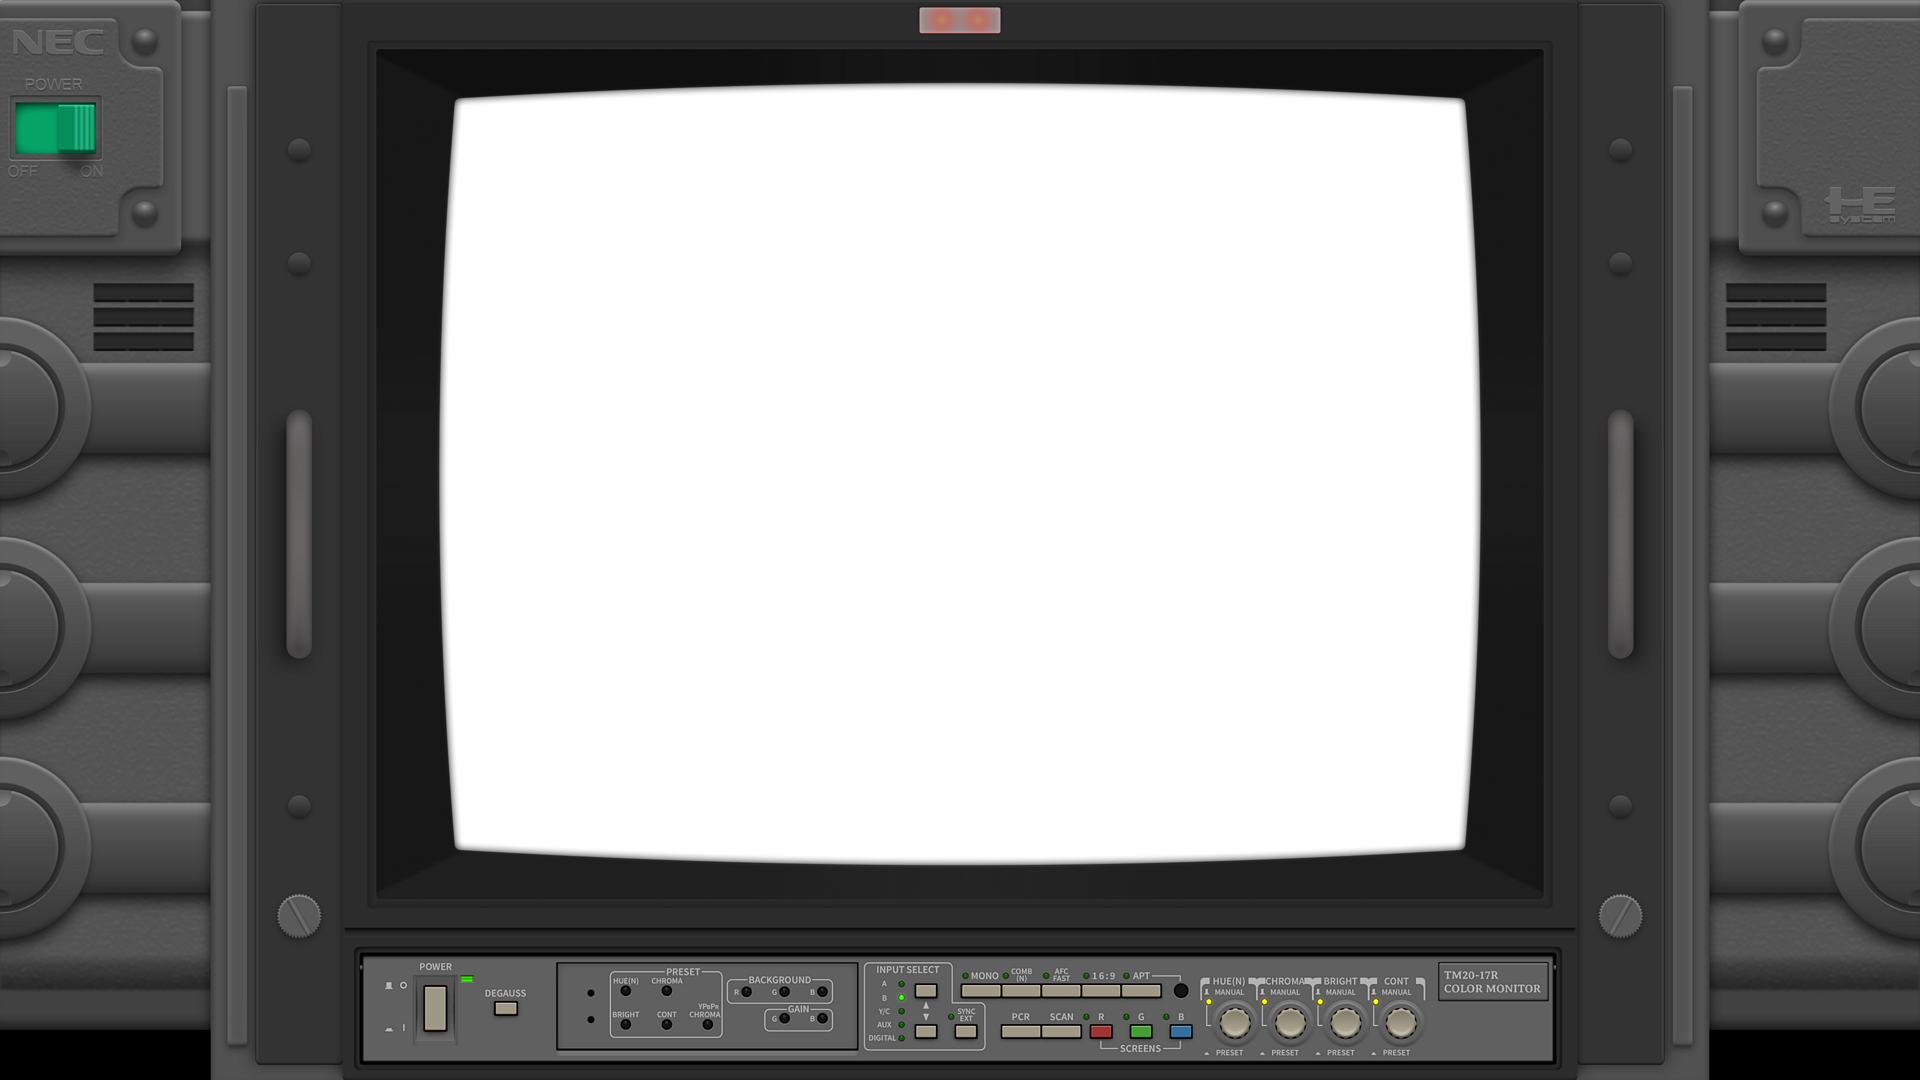 NEC
POWER
OFF ON
HE
SYSTEM
POWER
DEGAUSS
PRESET
HUE(N) CHROMA
BRIGHT CONT YPBPR
CHROMA
BACKGROUND
R G B
GAIN
G B
INPUT SELECT
A
B
Y/C
AUX
DIGITAL
SYNC
EXT
MONO COMB
(N) AFC
FAST 16:9 APT
PCR SCAN R G B
SCREENS
HUE(N) CHROMA BRIGHT CONT
MANUAL MANUAL MANUAL MANUAL
PRESET PRESET PRESET PRESET
TM20-17R
COLOR MONITOR